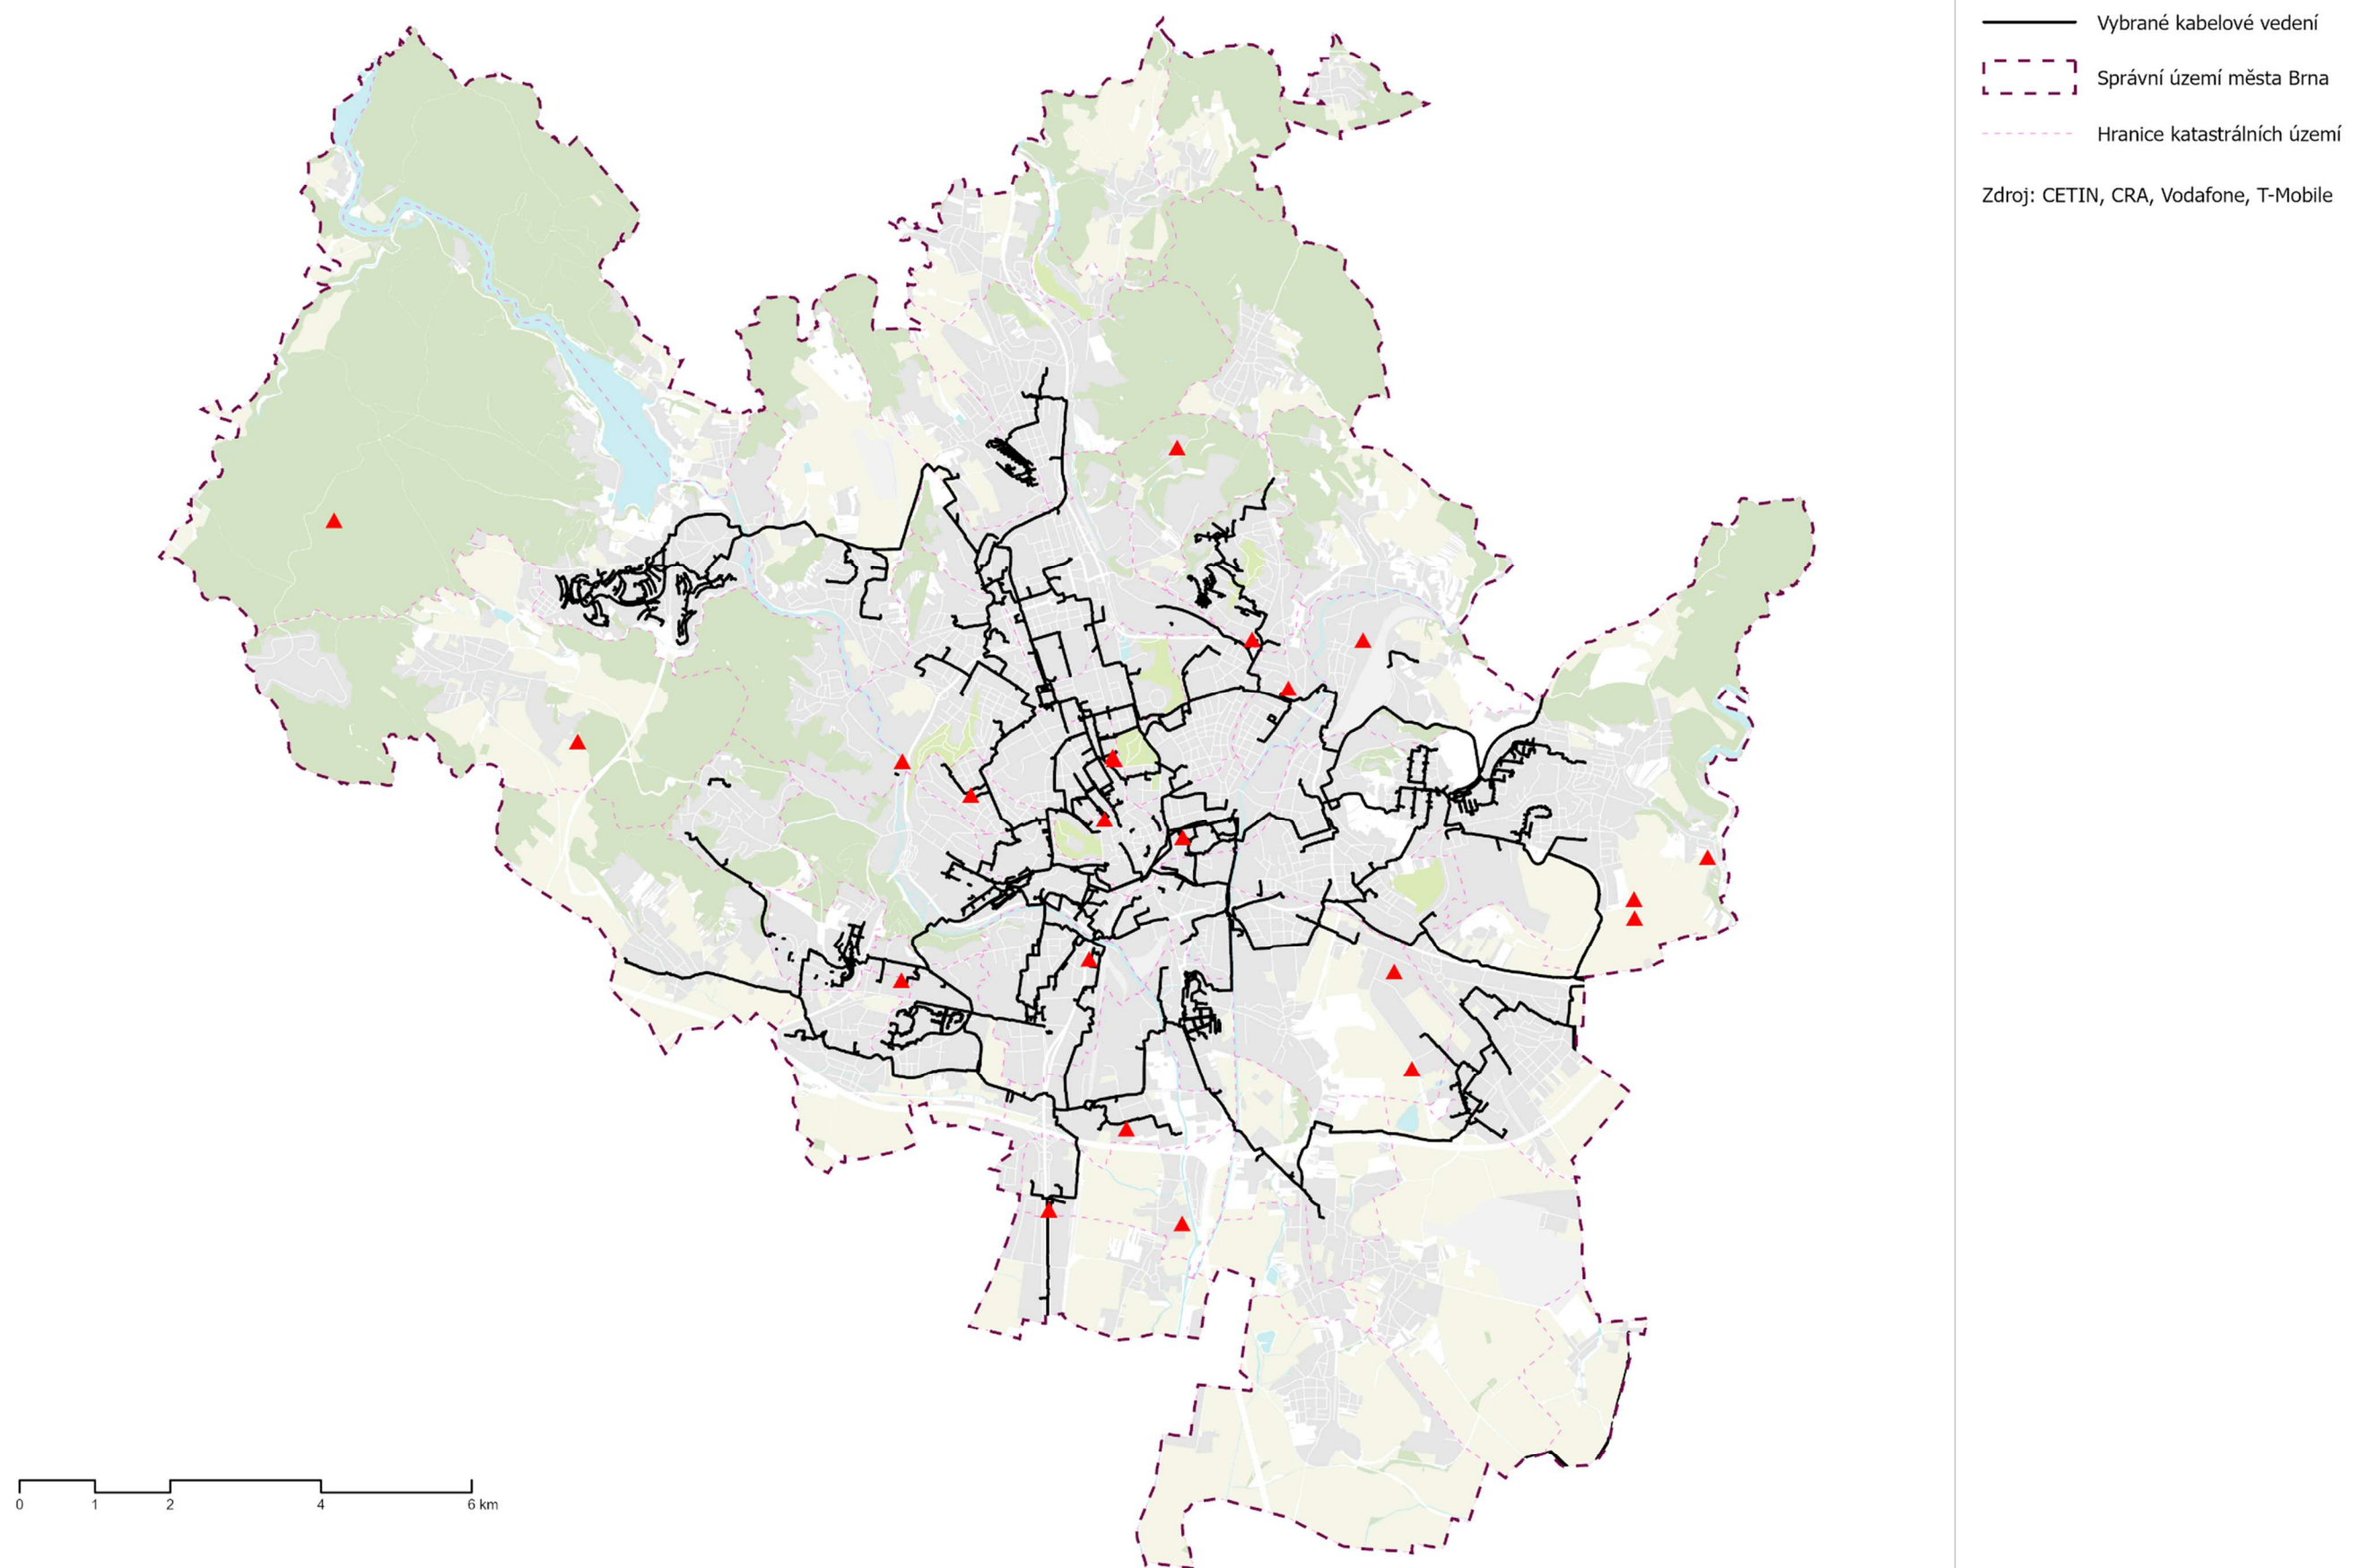 Vybrané kabelové vedení
Správní území města Brna
Hranice katastrálních území
Zdroj: CETIN, CRA, Vodafone, T-Mobile
0 1 2 4 6 km